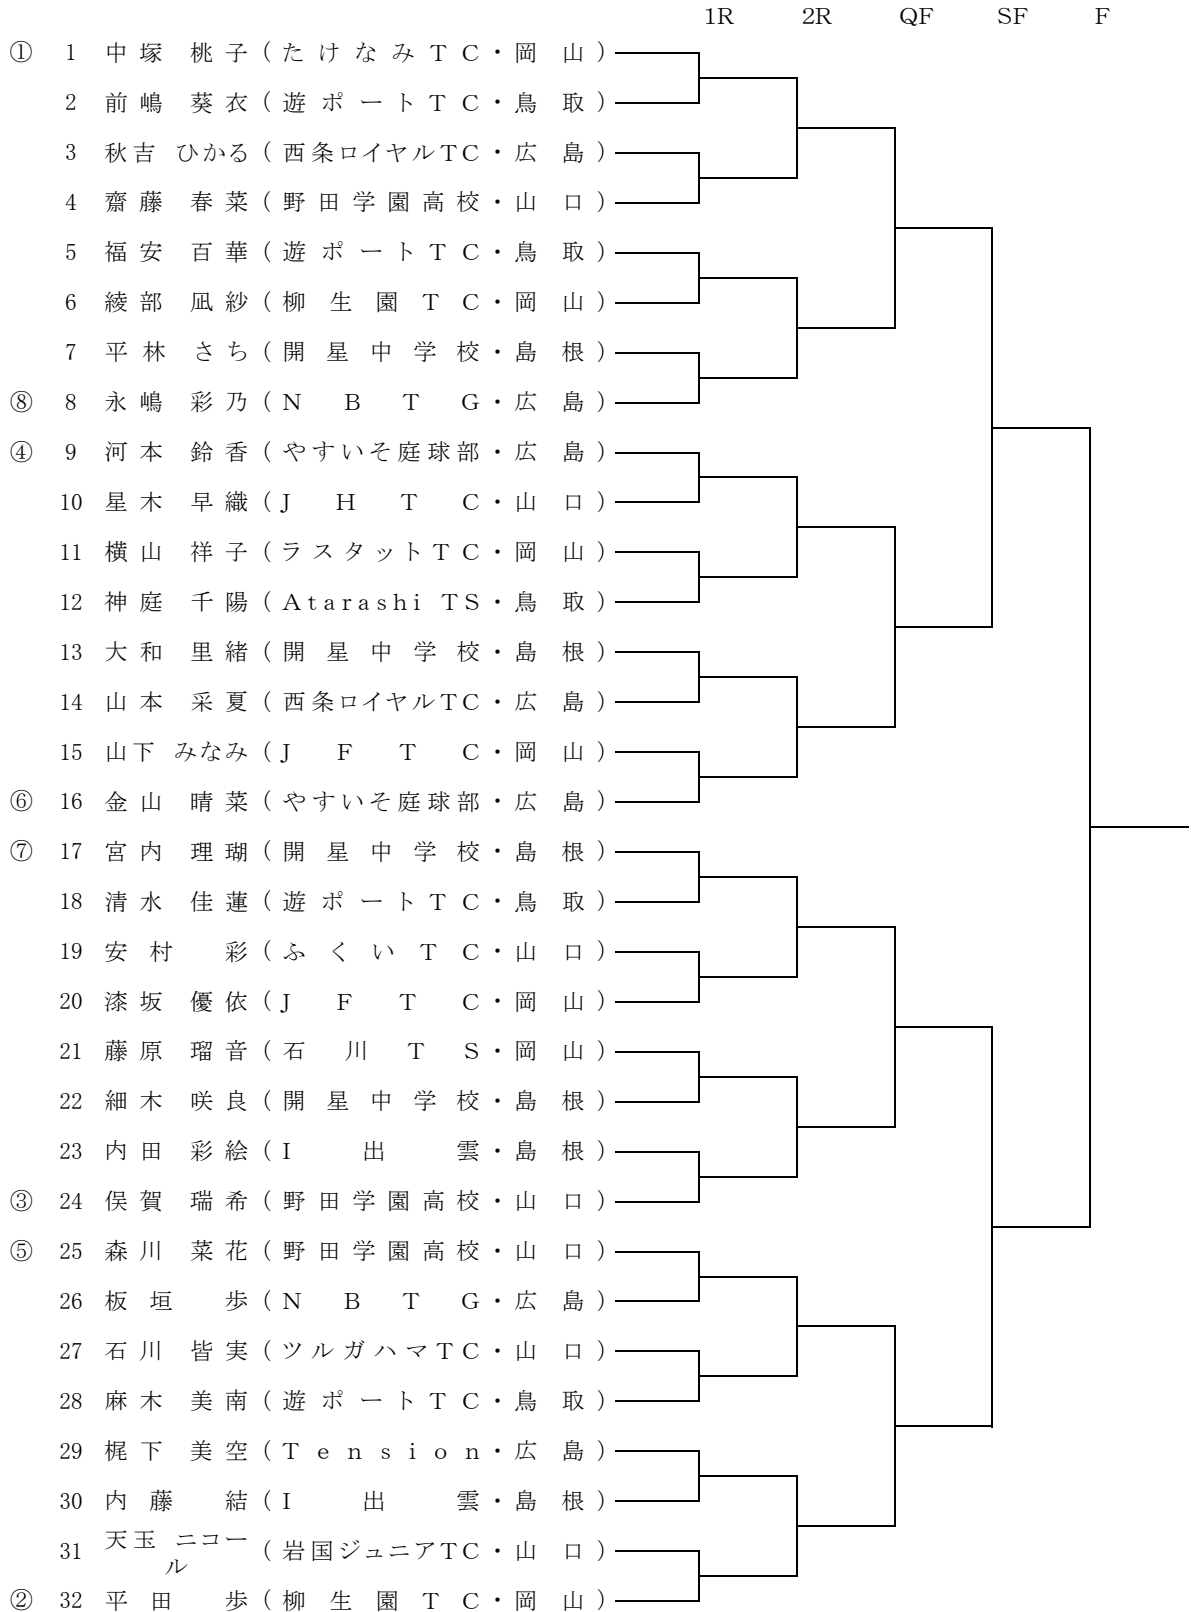 1R 2R QF SF F
① 1 中塚 桃子(たけなみTC・岡山)
2 前嶋 葵衣(遊ポートTC・鳥取)
3 秋吉 ひかる(西条ロイヤルTC・広島)
4 齋藤 春菜(野田学園高校・山口)
5 福安 百華(遊ポートTC・鳥取)
6 綾部 凪紗(柳生園TC・岡山)
7 平林 さち(開星中学校・島根)
⑧ 8 永嶋 彩乃(NBTG・広島)
④ 9 河本 鈴香(やすいそ庭球部・広島)
10 星木 早織(JHTC・山口)
11 横山 祥子(ラスタットTC・岡山)
12 神庭 千陽(Atarashi TS・鳥取)
13 大和 里緒(開星中学校・島根)
14 山本 采夏(西条ロイヤルTC・広島)
15 山下 みなみ(JFTC・岡山)
⑥ 16 金山 晴菜(やすいそ庭球部・広島)
⑦ 17 宮内 理瑚(開星中学校・島根)
18 清水 佳蓮(遊ポートTC・鳥取)
19 安村 彩(ふくいTC・山口)
20 漆坂 優依(JFTC・岡山)
21 藤原 瑠音(石川TS・岡山)
22 細木 咲良(開星中学校・島根)
23 内田 彩絵(I出雲・島根)
③ 24 俣賀 瑞希(野田学園高校・山口)
⑤ 25 森川 菜花(野田学園高校・山口)
26 板垣 歩(NBTG・広島)
27 石川 皆実(ツルガハマTC・山口)
28 麻木 美南(遊ポートTC・鳥取)
29 梶下 美空(Tension・広島)
30 内藤 結(I出雲・島根)
31 天玉 ニコール(岩国ジュニアTC・山口)
② 32 平田 歩(柳生園TC・岡山)